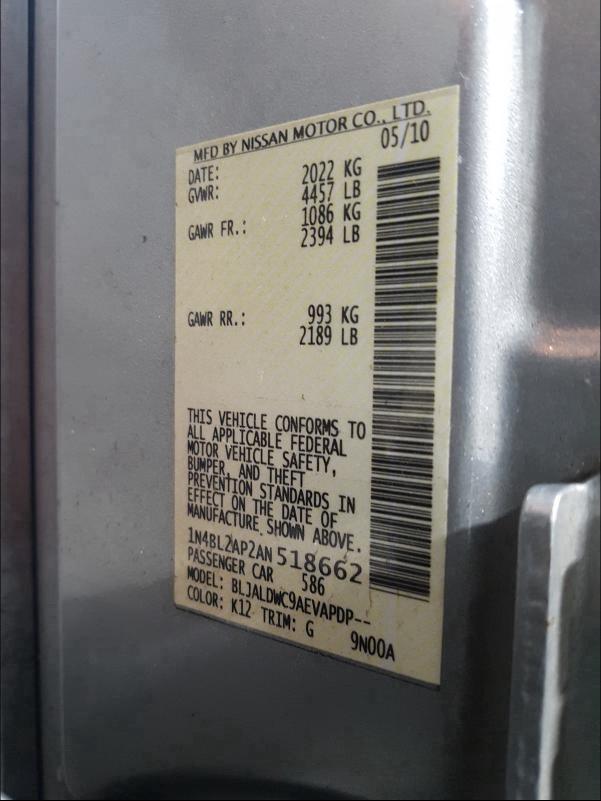 MFD BY NISSAN MOTOR CO., LTD.
DATE: 05/10
GVWR: 2022 KG
4457 LB
GAWR FR.: 1086 KG
2394 LB
GAWR RR.: 993 KG
2189 LB
THIS VEHICLE CONFORMS TO
ALL APPLICABLE FEDERAL
MOTOR VEHICLE SAFETY,
BUMPER, AND THEFT
PREVENTION STANDARDS IN
EFFECT ON THE DATE OF
MANUFACTURE SHOWN ABOVE.
1N4BL2AP2AN518662
PASSENGER CAR 586
MODEL: BLJALDWC9AEVAPDP--
COLOR: K12 TRIM: G 9N00A